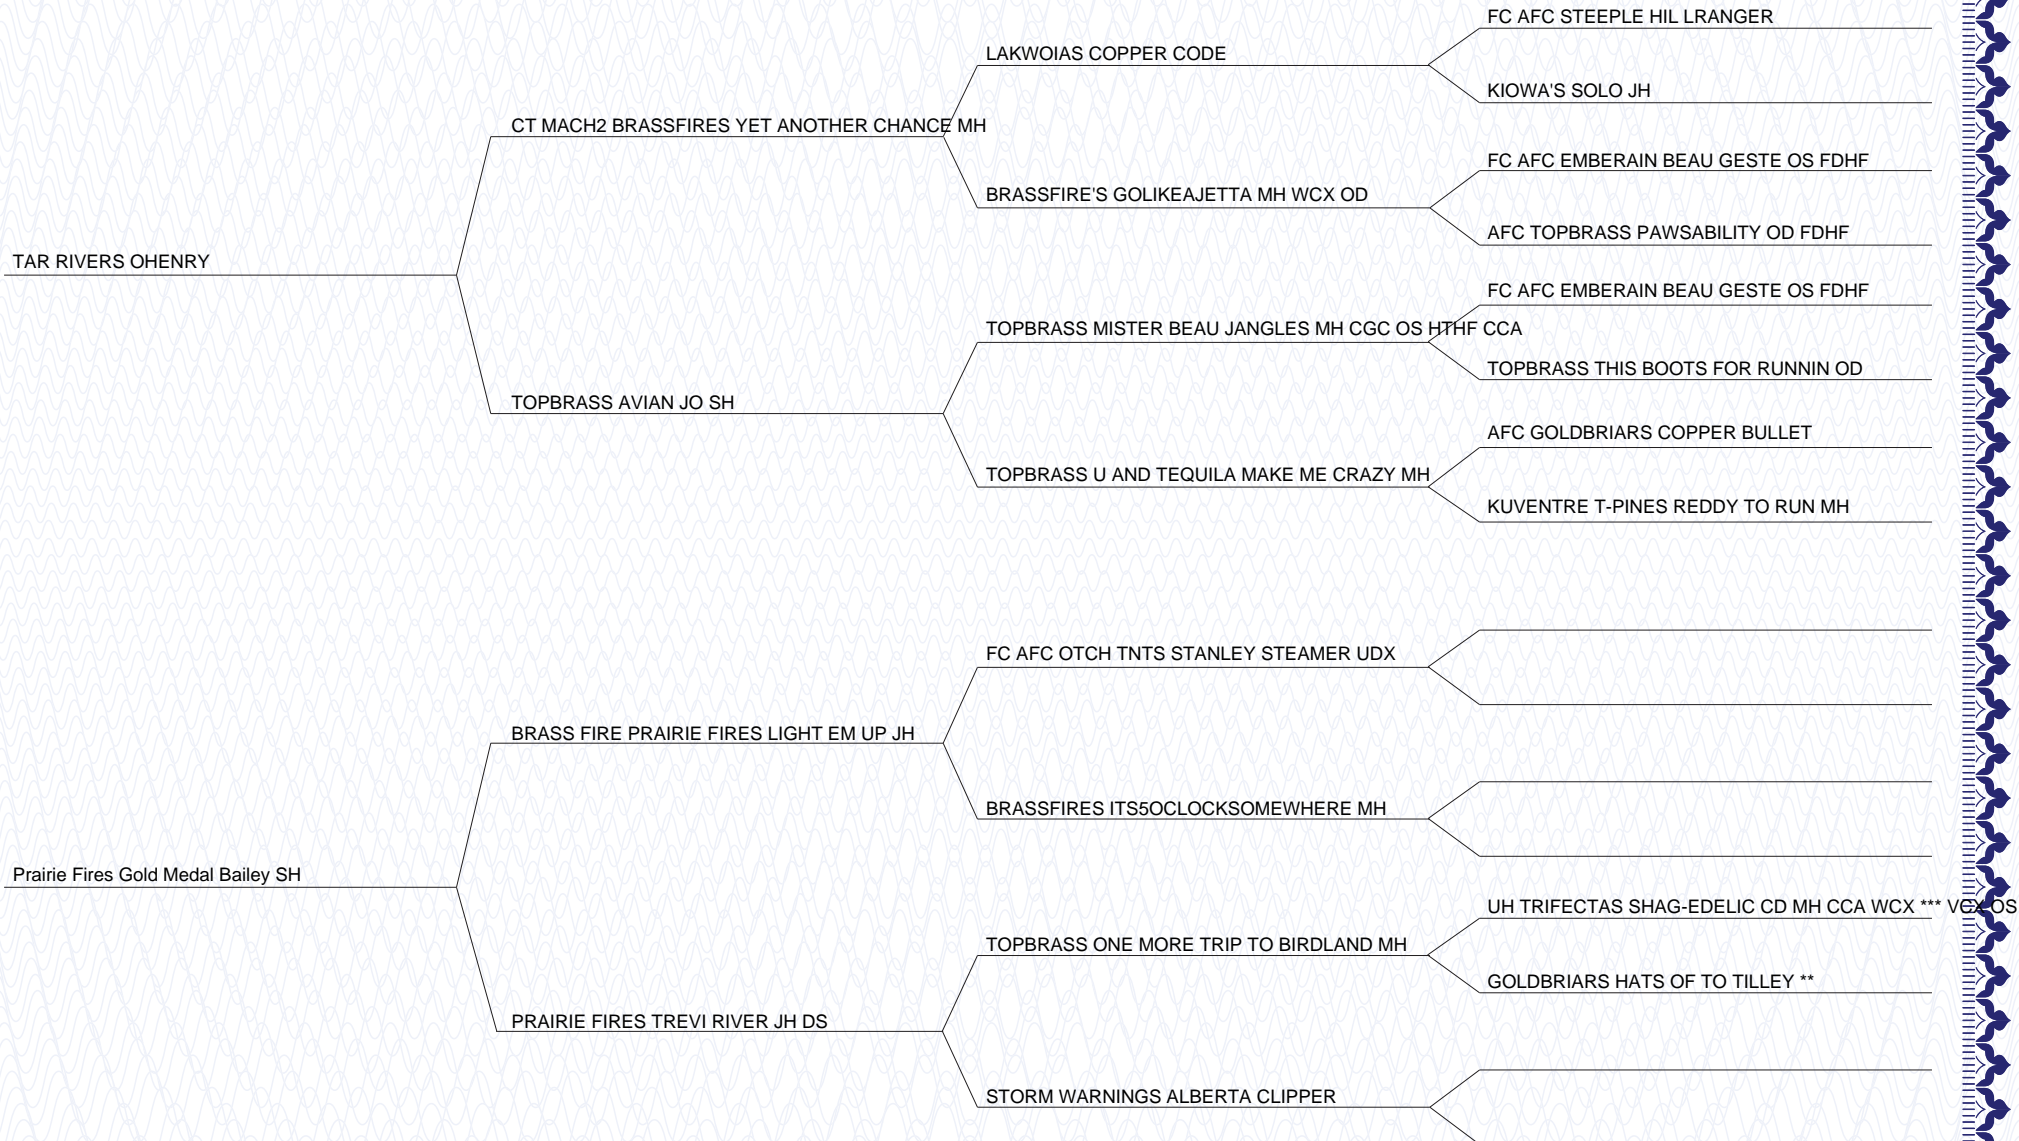 FC AFC STEEPLE HIL LRANGER
LAKWOIAS COPPER CODE
KIOWA'S SOLO JH
CT MACH2 BRASSFIRES YET ANOTHER CHANCE MH
FC AFC EMBERAIN BEAU GESTE OS FDHF
BRASSFIRE'S GOLIKEAJETTA MH WCX OD
AFC TOPBRASS PAWSABILITY OD FDHF
TAR RIVERS OHENRY
FC AFC EMBERAIN BEAU GESTE OS FDHF
TOPBRASS MISTER BEAU JANGLES MH CGC OS HTHF CCA
TOPBRASS THIS BOOTS FOR RUNNIN OD
TOPBRASS AVIAN JO SH
AFC GOLDBRIARS COPPER BULLET
TOPBRASS U AND TEQUILA MAKE ME CRAZY MH
KUVENTRE T-PINES REDDY TO RUN MH
FC AFC OTCH TNTS STANLEY STEAMER UDX
BRASS FIRE PRAIRIE FIRES LIGHT EM UP JH
BRASSFIRES ITS5OCLOCKSOMEWHERE MH
Prairie Fires Gold Medal Bailey SH
UH TRIFECTAS SHAG-EDELIC CD MH CCA WCX *** VCX OS
TOPBRASS ONE MORE TRIP TO BIRDLAND MH
GOLDBRIARS HATS OF TO TILLEY **
PRAIRIE FIRES TREVI RIVER JH DS
STORM WARNINGS ALBERTA CLIPPER